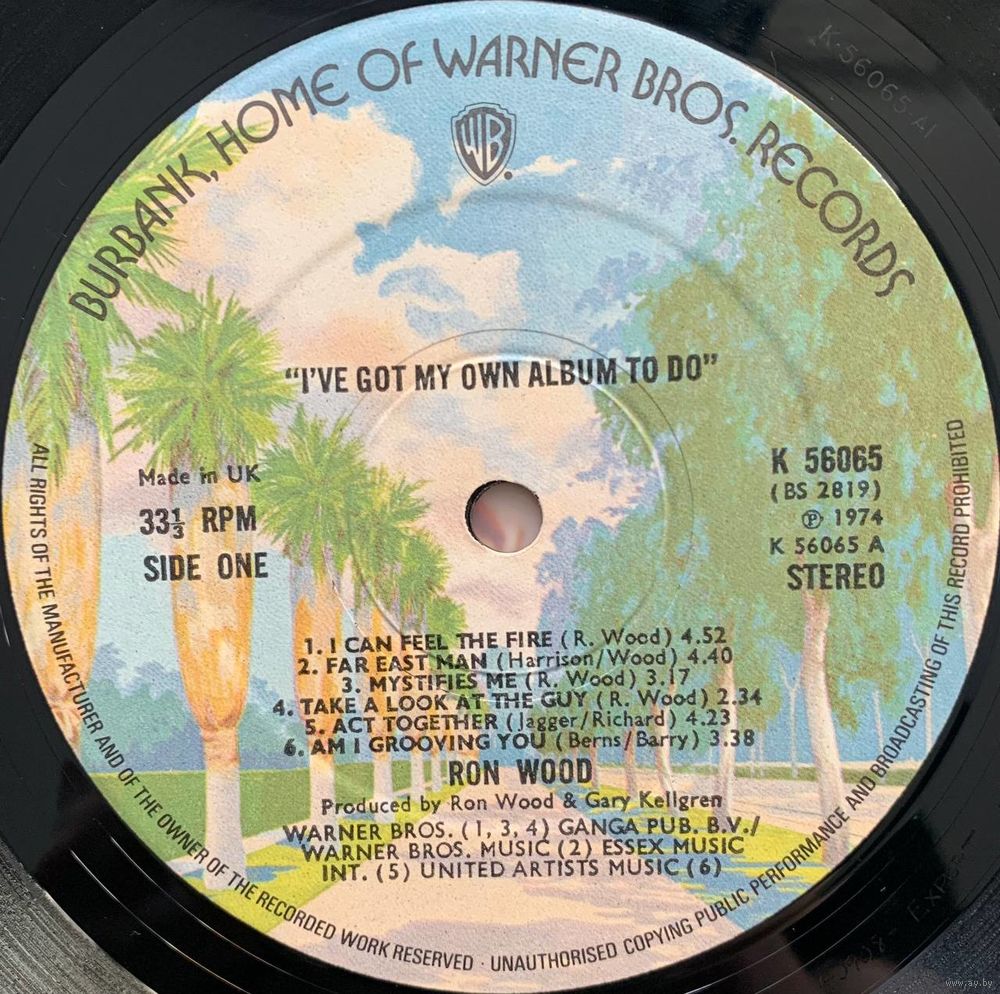 BURBANK, HOME OF WARNER BROS. RECORDS
WB
K-56065-A1
"I'VE GOT MY OWN ALBUM TO DO"
Made in UK
33⅓ RPM
SIDE ONE
K 56065
(BS 2819)
Ⓟ 1974
K 56065 A
STEREO
1. I CAN FEEL THE FIRE (R. Wood) 4.52
2. FAR EAST MAN (Harrison/Wood) 4.40
3. MYSTIFIES ME (R. Wood) 3.17
4. TAKE A LOOK AT THE GUY (R. Wood) 2.34
5. ACT TOGETHER (Jagger/Richard) 4.23
6. AM I GROOVING YOU (Berns/Barry) 3.38
RON WOOD
Produced by Ron Wood & Gary Kellgren
WARNER BROS. (1, 3, 4) GANGA PUB. B.V./
WARNER BROS. MUSIC (2) ESSEX MUSIC
INT. (5) UNITED ARTISTS MUSIC (6)
ALL RIGHTS OF THE MANUFACTURER AND OF THE OWNER OF THE RECORDED WORK RESERVED · UNAUTHORISED COPYING PUBLIC PERFORMANCE AND BROADCASTING OF THIS RECORD PROHIBITED
www.ay.by